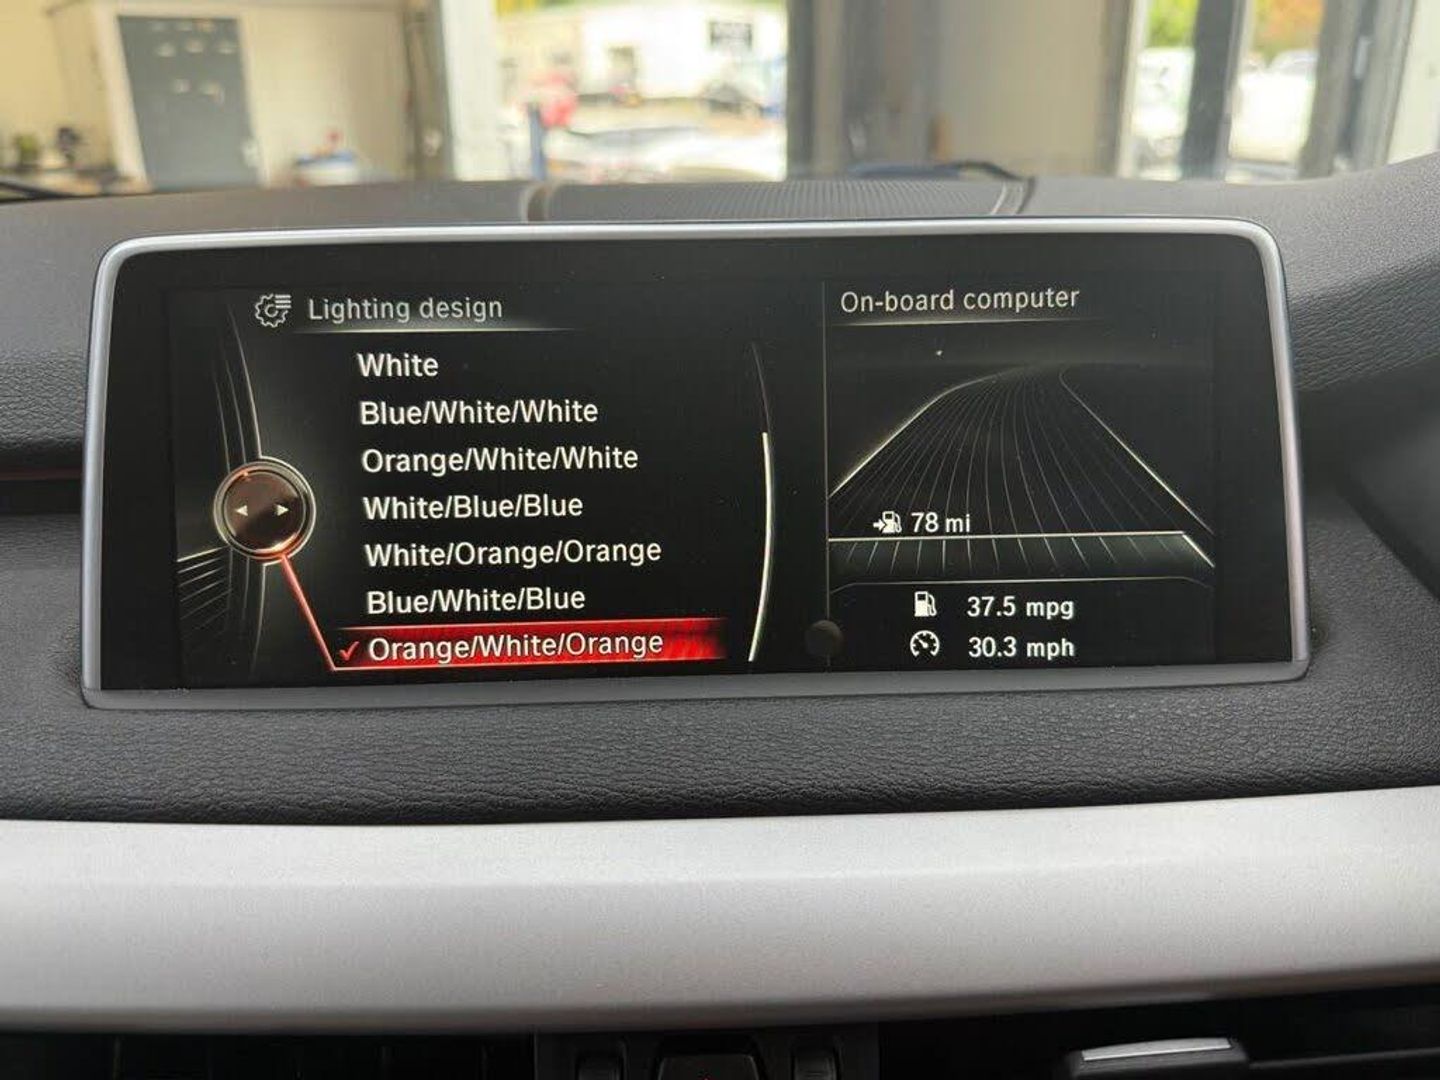 Lighting design
White
Blue/White/White
Orange/White/White
White/Blue/Blue
White/Orange/Orange
Blue/White/Blue
Orange/White/Orange
On-board computer
78 mi
37.5 mpg
30.3 mph